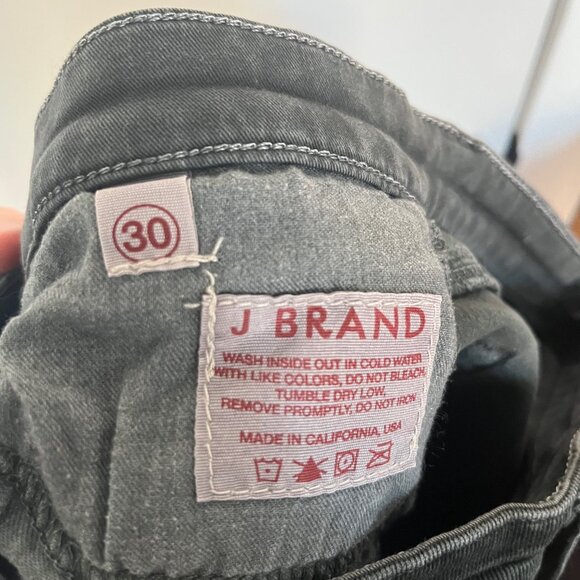 30
J BRAND
WASH INSIDE OUT IN COLD WATER
WITH LIKE COLORS, DO NOT BLEACH,
TUMBLE DRY LOW,
REMOVE PROMPTLY, DO NOT IRON
MADE IN CALIFORNIA, USA